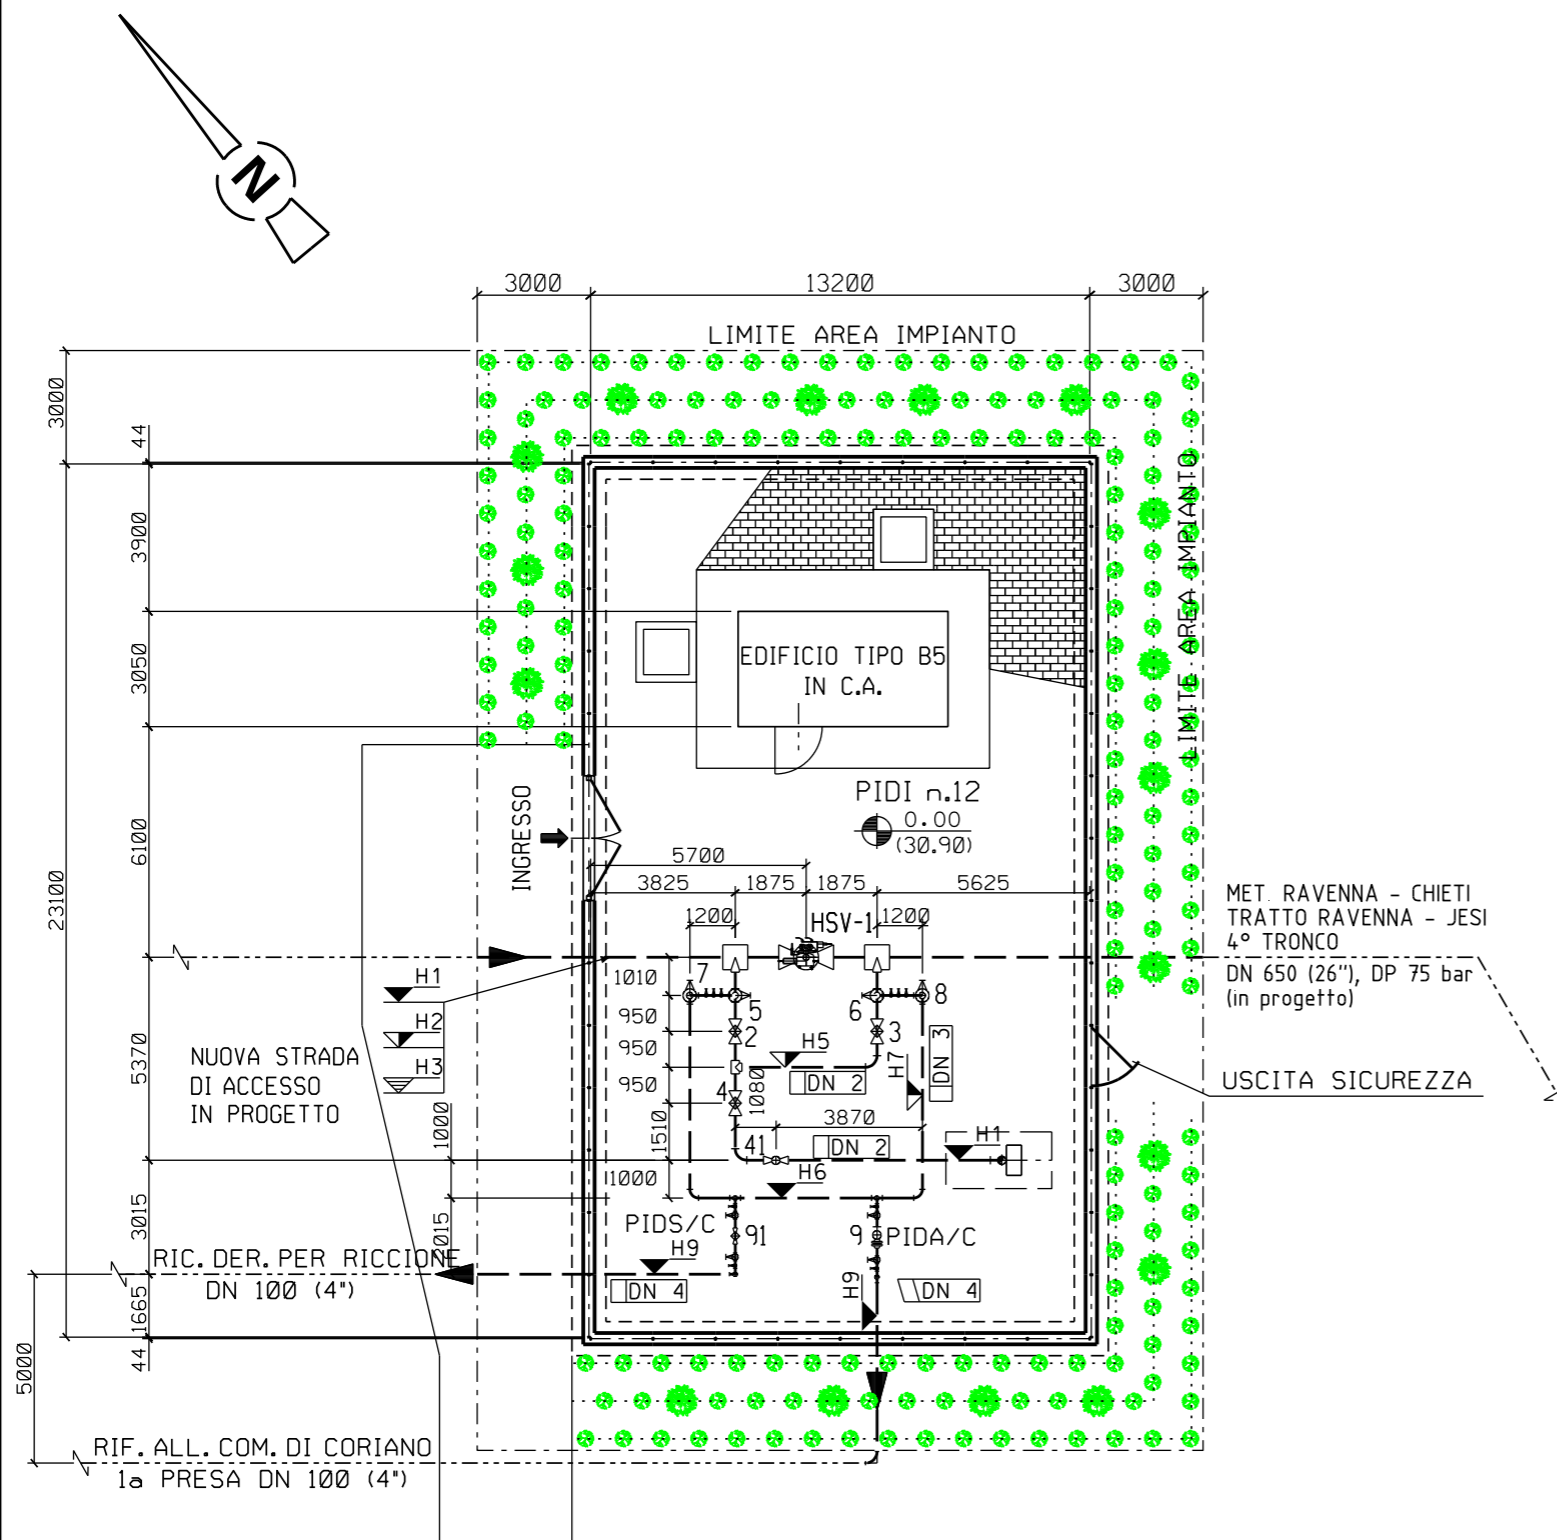 N
3000
13200
3000
LIMITE AREA IMPIANTO
3000
44
3900
LIMITE AREA IMPIANTO
3050
EDIFICIO TIPO B5
IN C.A.
PIDI n.12
0.00
(30.90)
INGRESSO
6100
23100
5700
3825
1875
1875
5625
MET. RAVENNA - CHIETI
TRATTO RAVENNA - JESI
4° TRONCO
DN 650 (26"), DP 75 bar
(in progetto)
1200
HSV-1
1200
H1
1010
7
5
6
8
950
2
3
H2
950
H5
H7
DN 3
H3
NUOVA STRADA
DI ACCESSO
IN PROGETTO
5370
950
4
1080
DN 2
USCITA SICUREZZA
1000
1510
3870
41
DN 2
H1
1000
H6
3015
2015
PIDS/C
91
9
PIDA/C
RIC. DER. PER RICCIONE
DN 100 (4")
H9
DN 4
H9
DN 4
1665
44
5000
RIF. ALL. COM. DI CORIANO
1a PRESA DN 100 (4")